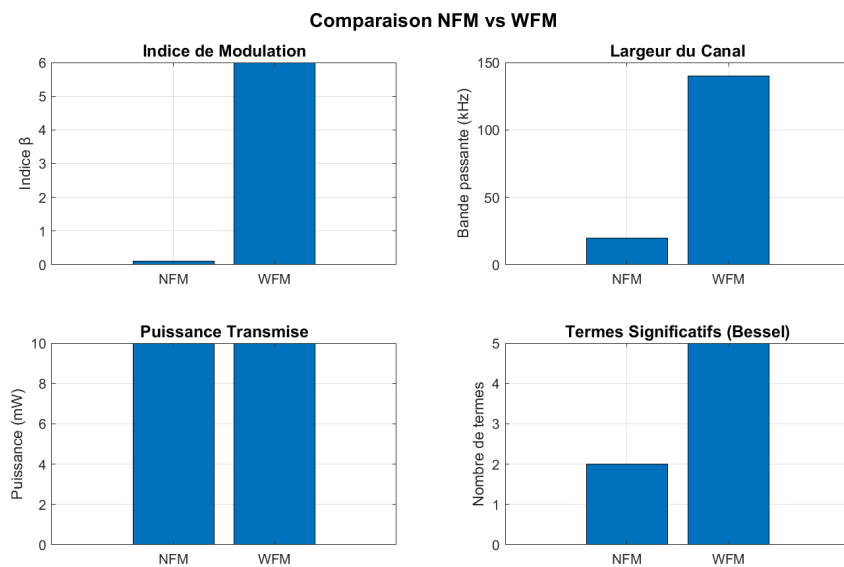 Comparaison NFM vs WFM
Indice de Modulation
Indice β
6
5
4
3
2
1
0
NFM WFM
Largeur du Canal
Bande passante (kHz)
150
100
50
0
NFM WFM
Puissance Transmise
Puissance (mW)
10
8
6
4
2
0
NFM WFM
Termes Significatifs (Bessel)
Nombre de termes
5
4
3
2
1
0
NFM WFM